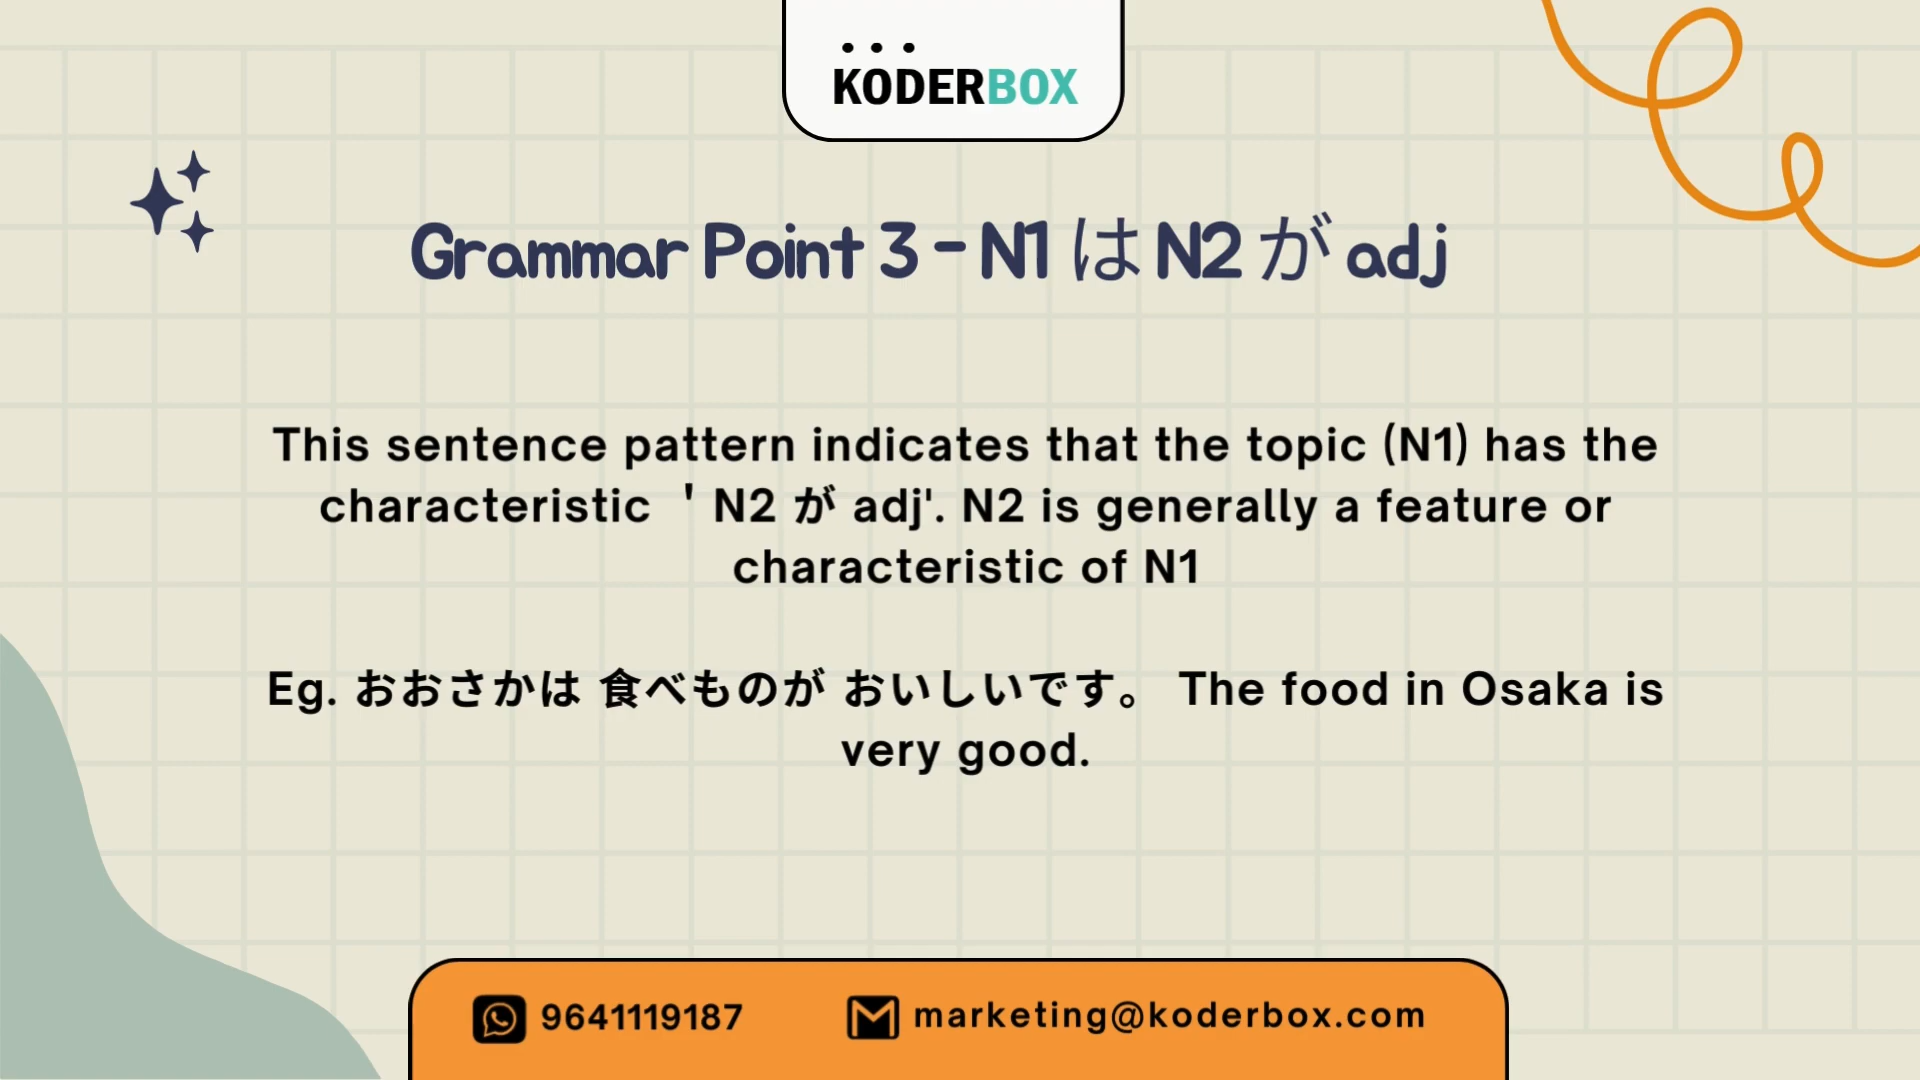 KODERBOX
Grammar Point 3 - N1 は N2 が adj
This sentence pattern indicates that the topic (N1) has the
characteristic ' N2 が adj'. N2 is generally a feature or
characteristic of N1
Eg. おおさかは 食べものが おいしいです。 The food in Osaka is
very good.
9641119187
marketing@koderbox.com